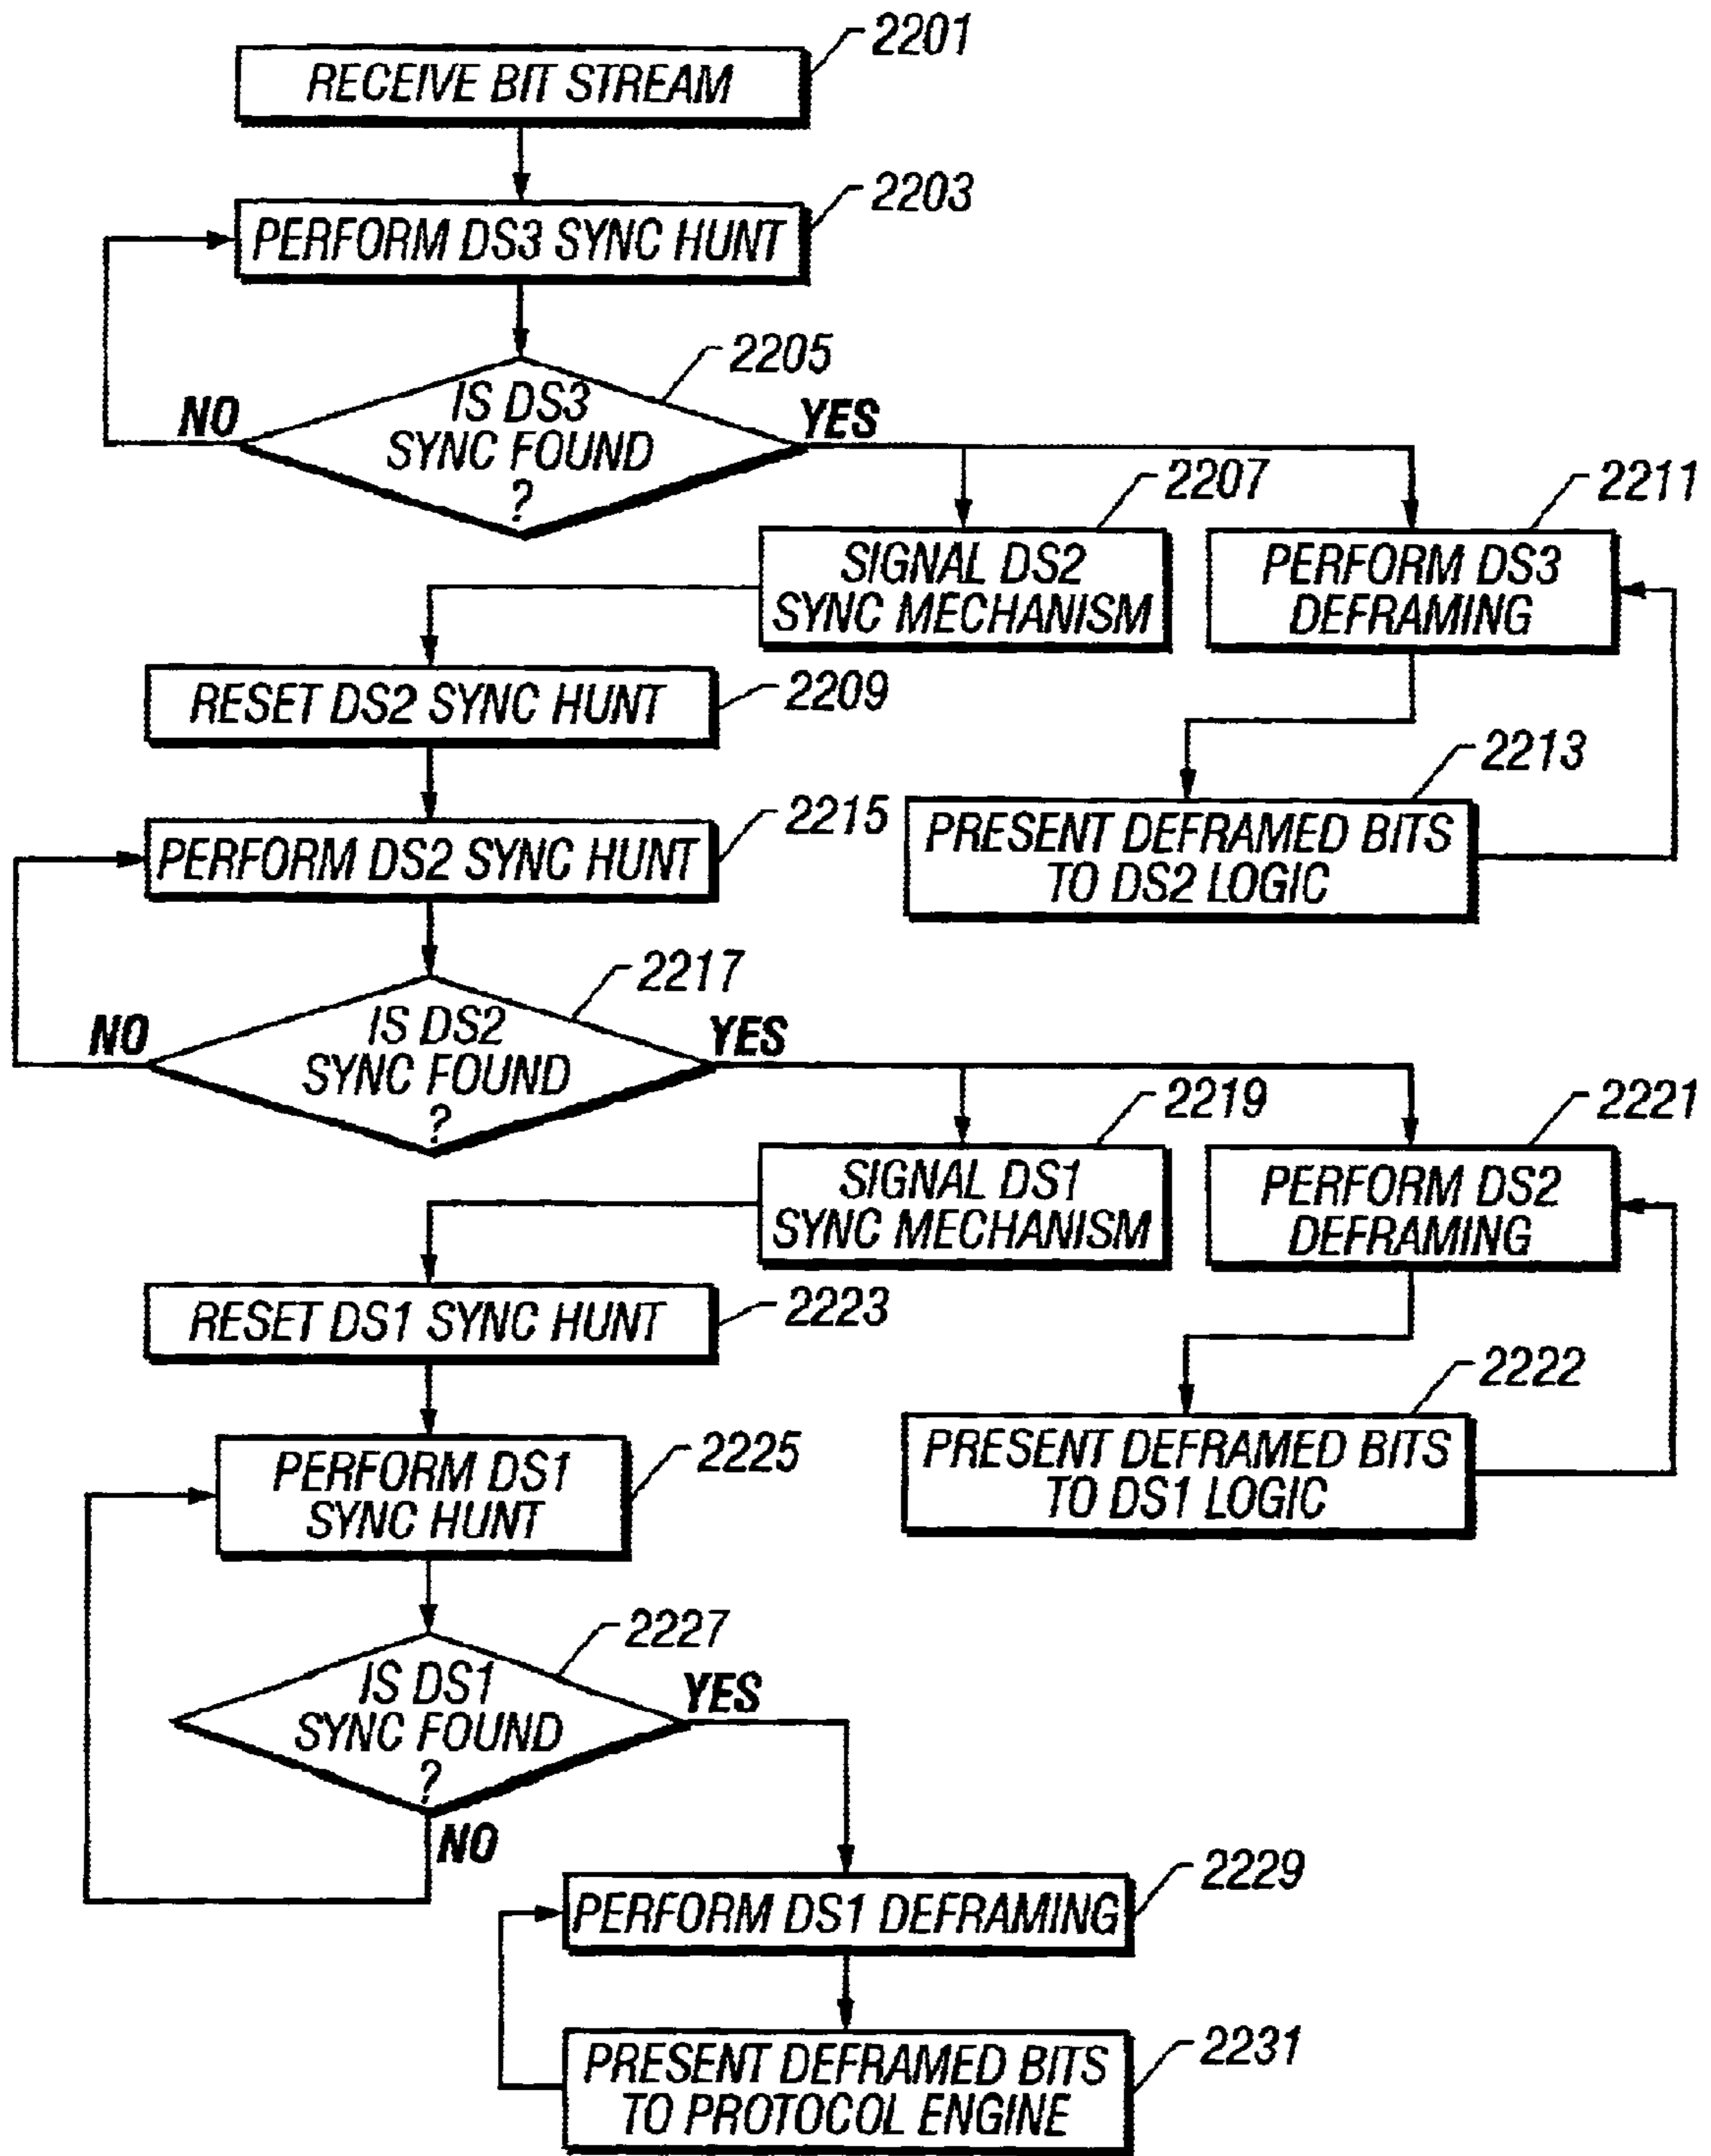 2201
RECEIVE BIT STREAM
2203
PERFORM DS3 SYNC HUNT
2205
IS DS3
SYNC FOUND
?
NO
YES
2207
SIGNAL DS2
SYNC MECHANISM
2211
PERFORM DS3
DEFRAMING
RESET DS2 SYNC HUNT
2209
2213
PRESENT DEFRAMED BITS
TO DS2 LOGIC
2215
PERFORM DS2 SYNC HUNT
2217
IS DS2
SYNC FOUND
?
NO
YES
2219
SIGNAL DS1
SYNC MECHANISM
2221
PERFORM DS2
DEFRAMING
RESET DS1 SYNC HUNT
2223
2222
PRESENT DEFRAMED BITS
TO DS1 LOGIC
2225
PERFORM DS1
SYNC HUNT
2227
IS DS1
SYNC FOUND
?
YES
NO
2229
PERFORM DS1 DEFRAMING
2231
PRESENT DEFRAMED BITS
TO PROTOCOL ENGINE